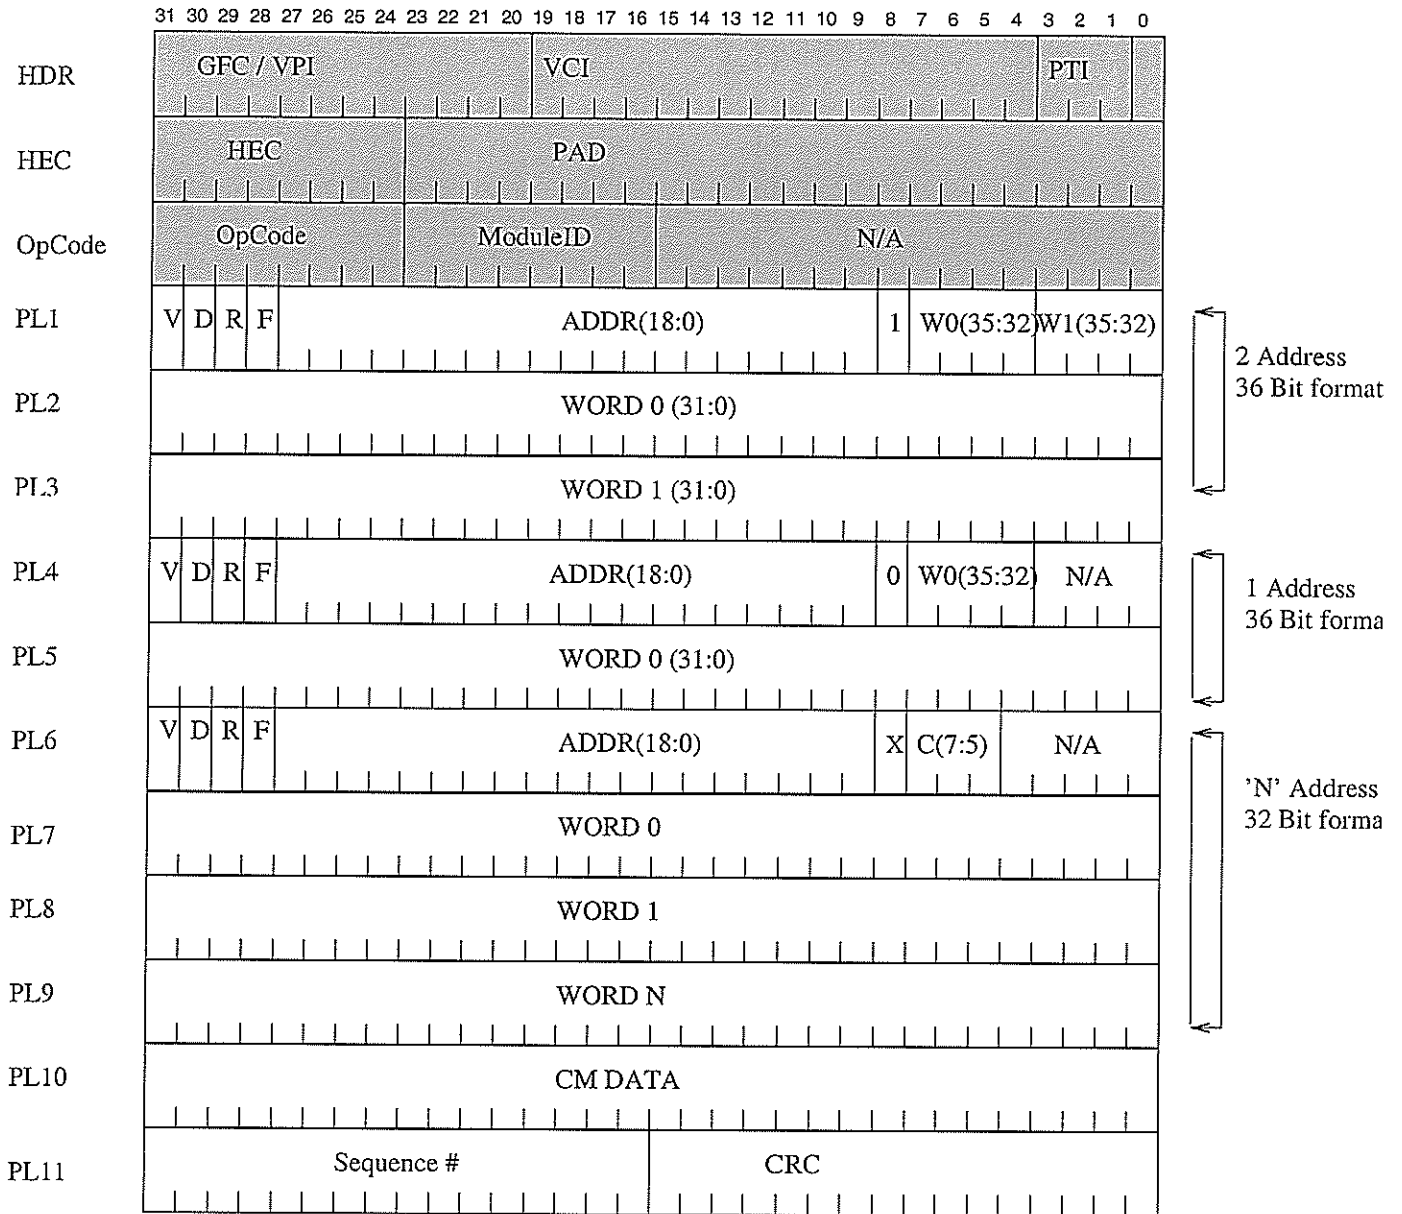 31 30 29 28 27 26 25 24 23 22 21 20 19 18 17 16 15 14 13 12 11 10 9 8 7 6 5 4 3 2 1 0
HDR GFC / VPI VCI PTI
HEC HEC PAD
OpCode OpCode ModuleID N/A
PL1 V D R F ADDR(18:0) 1 W0(35:32) W1(35:32)
2 Address
36 Bit format
PL2 WORD 0 (31:0)
PL3 WORD 1 (31:0)
PL4 V D R F ADDR(18:0) 0 W0(35:32) N/A
1 Address
36 Bit forma
PL5 WORD 0 (31:0)
PL6 V D R F ADDR(18:0) X C(7:5) N/A
'N' Address
32 Bit forma
PL7 WORD 0
PL8 WORD 1
PL9 WORD N
PL10 CM DATA
PL11 Sequence # CRC